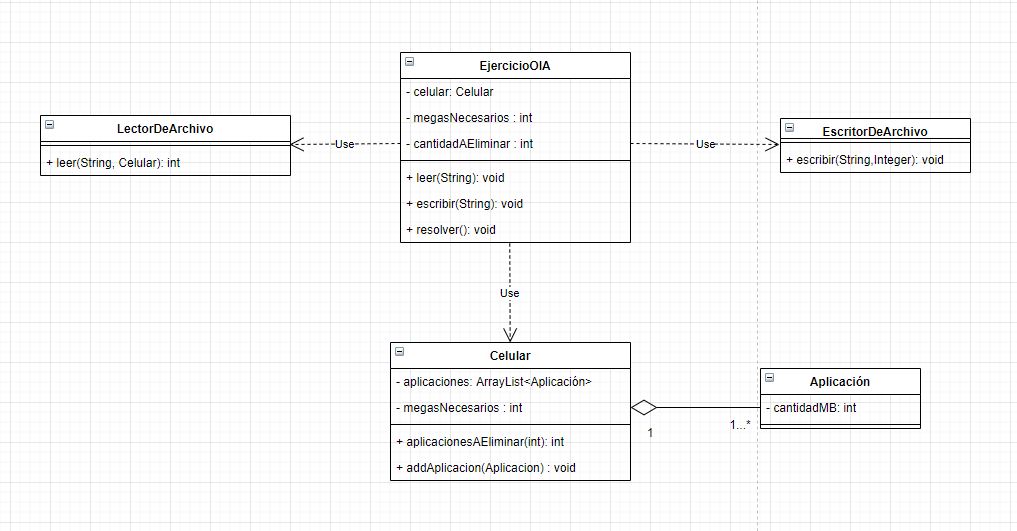 EjercicioOIA
- celular: Celular
- megasNecesarios : int
- cantidadAEliminar : int
+ leer(String): void
+ escribir(String): void
+ resolver(): void
LectorDeArchivo
+ leer(String, Celular): int
Use
Use
EscritorDeArchivo
+ escribir(String,Integer): void
Use
Celular
- aplicaciones: ArrayList<Aplicación>
- megasNecesarios : int
+ aplicacionesAEliminar(int): int
+ addAplicacion(Aplicacion) : void
1
1...*
Aplicación
- cantidadMB: int